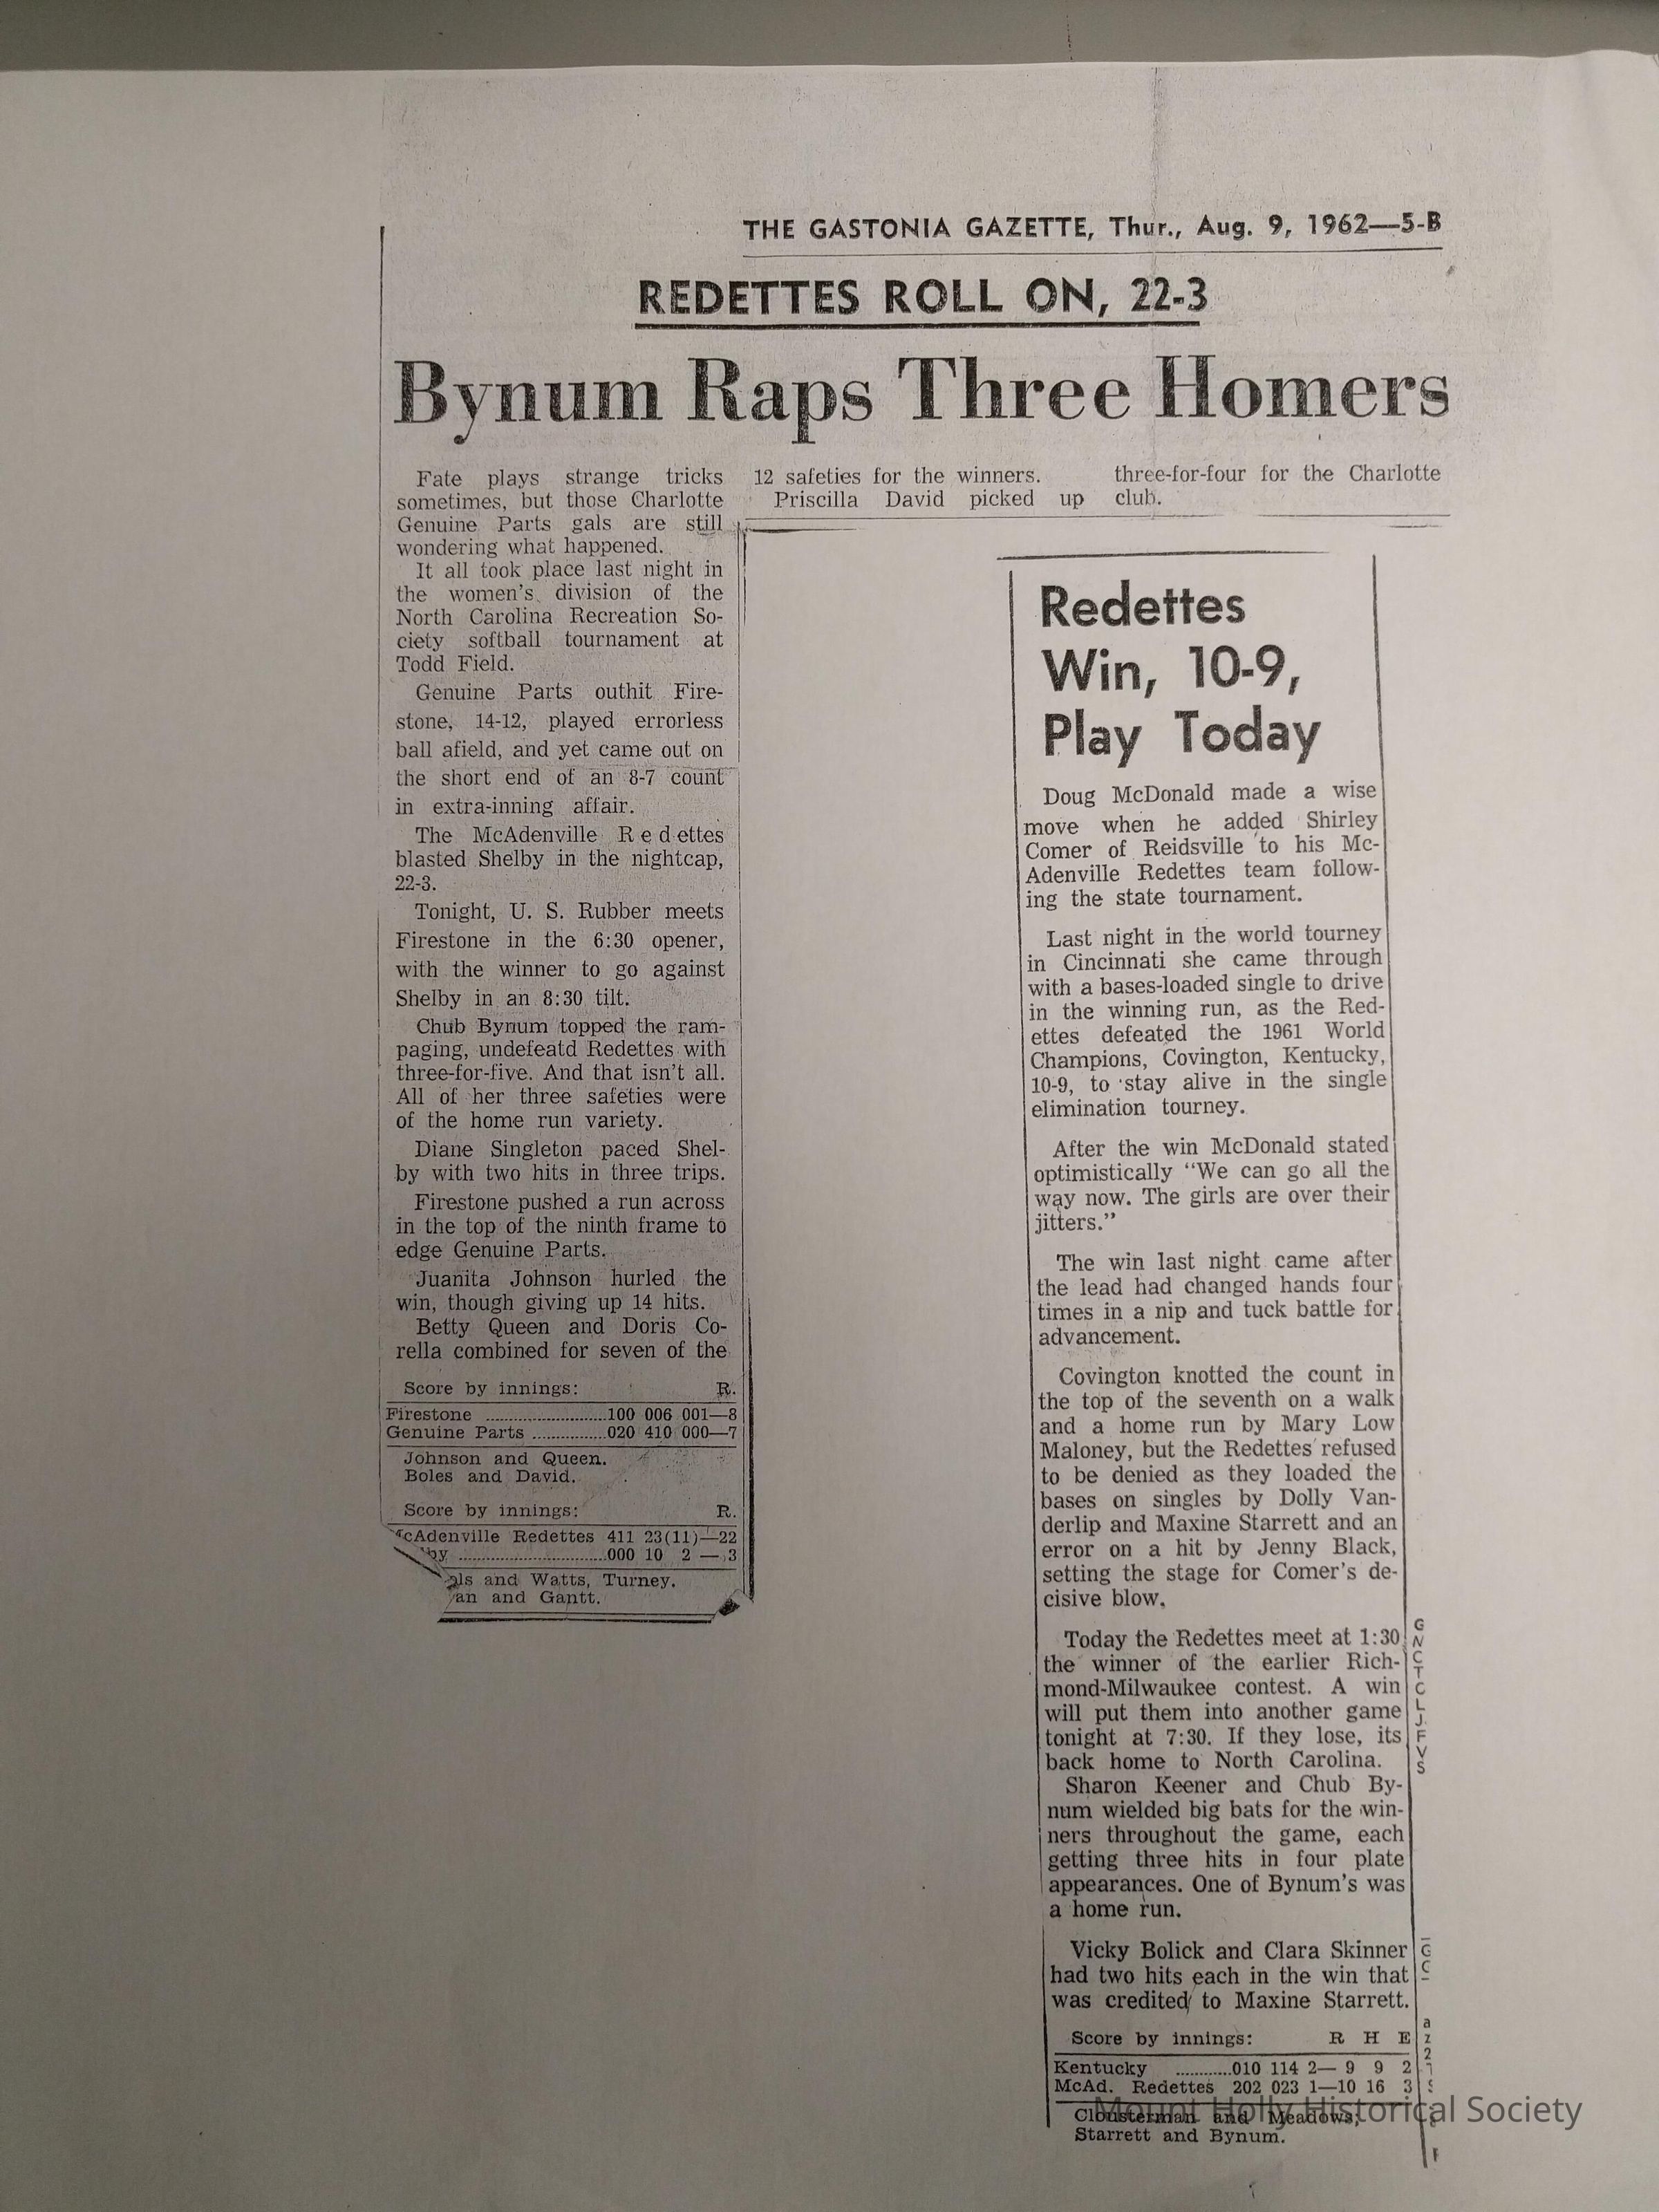 THE GASTONIA GAZETTE, Thur., Aug. 9, 1962—5-B
REDETTES ROLL ON, 22-3
Bynum Raps Three Homers
Fate plays strange tricks
sometimes, but those Charlotte
Genuine Parts gals are still
wondering what happened.
It all took place last night in
the women's division of the
North Carolina Recreation So-
ciety softball tournament at
Todd Field.
Genuine Parts outhit Fire-
stone, 14-12, played errorless
ball afield, and yet came out on
the short end of an 8-7 count
in extra-inning affair.
The McAdenville Redettes
blasted Shelby in the nightcap,
22-3.
Tonight, U. S. Rubber meets
Firestone in the 6:30 opener,
with the winner to go against
Shelby in an 8:30 tilt.
Chub Bynum topped the ram-
paging, undefeatd Redettes with
three-for-five. And that isn't all.
All of her three safeties were
of the home run variety.
Diane Singleton paced Shel-
by with two hits in three trips.
Firestone pushed a run across
in the top of the ninth frame to
edge Genuine Parts.
Juanita Johnson hurled the
win, though giving up 14 hits.
Betty Queen and Doris Co-
rella combined for seven of the
12 safeties for the winners.
Priscilla David picked up
three-for-four for the Charlotte
club.
Score by innings: R.
Firestone ..........................100 006 001—8
Genuine Parts ................020 410 000—7
Johnson and Queen.
Boles and David.
Score by innings: R.
McAdenville Redettes 411 23(11)—22
by ................................000 10 2 — 3
als and Watts, Turney.
an and Gantt.
Redettes
Win, 10-9,
Play Today
Doug McDonald made a wise
move when he added Shirley
Comer of Reidsville to his Mc-
Adenville Redettes team follow-
ing the state tournament.
Last night in the world tourney
in Cincinnati she came through
with a bases-loaded single to drive
in the winning run, as the Red-
ettes defeated the 1961 World
Champions, Covington, Kentucky,
10-9, to stay alive in the single
elimination tourney.
After the win McDonald stated
optimistically "We can go all the
way now. The girls are over their
jitters."
The win last night came after
the lead had changed hands four
times in a nip and tuck battle for
advancement.
Covington knotted the count in
the top of the seventh on a walk
and a home run by Mary Low
Maloney, but the Redettes refused
to be denied as they loaded the
bases on singles by Dolly Van-
derlip and Maxine Starrett and an
error on a hit by Jenny Black,
setting the stage for Comer's de-
cisive blow.
Today the Redettes meet at 1:30
the winner of the earlier Rich-
mond-Milwaukee contest. A win
will put them into another game
tonight at 7:30. If they lose, its
back home to North Carolina.
Sharon Keener and Chub By-
num wielded big bats for the win-
ners throughout the game, each
getting three hits in four plate
appearances. One of Bynum's was
a home run.
Vicky Bolick and Clara Skinner
had two hits each in the win that
was credited to Maxine Starrett.
Score by innings: R H E
Kentucky ............010 114 2— 9 9 2
McAd. Redettes 202 023 1—10 16 3
Clousterman and Meadows;
Starrett and Bynum.
G
N
C
T
C
L
J
F
V
S
Mount Holly Historical Society